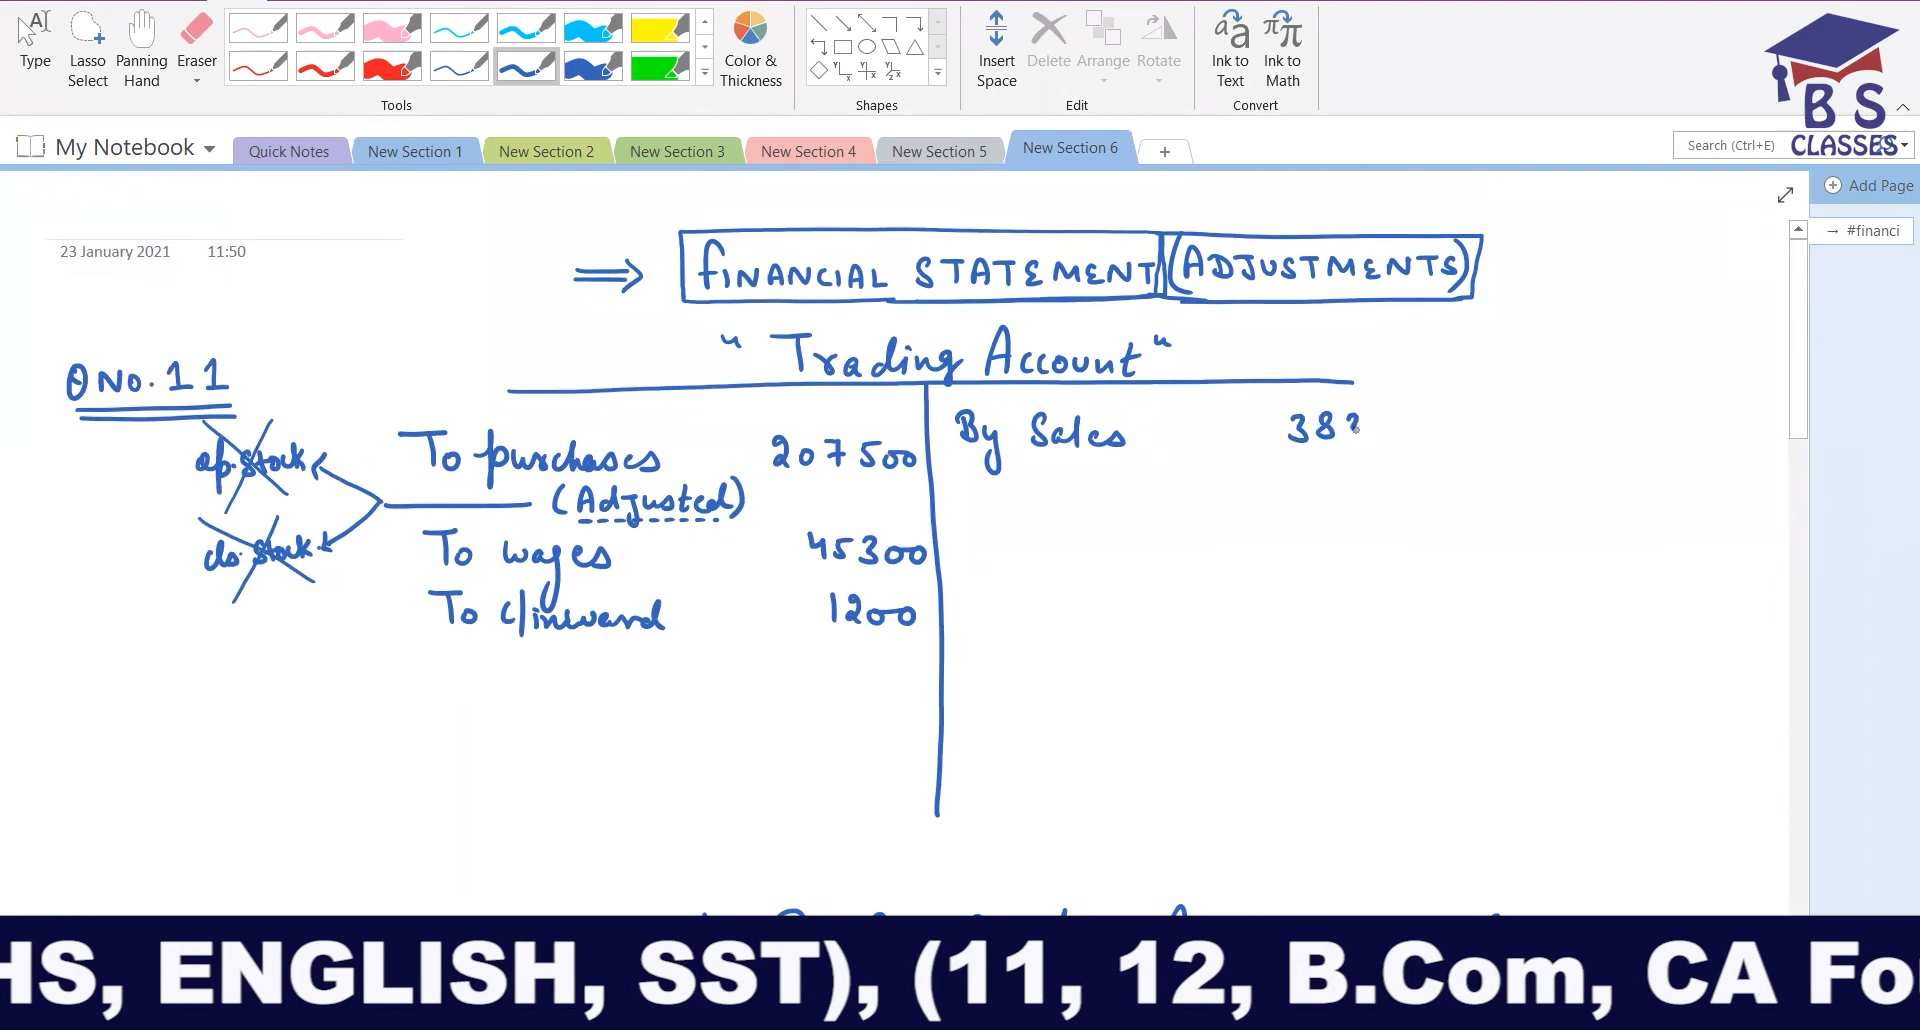 Type
Lasso Select
Panning Hand
Eraser
Color & Thickness
Insert Space
Delete
Arrange
Rotate
Ink to Text
Ink to Math
Tools
Shapes
Edit
Convert
BS
CLASSES
My Notebook
Quick Notes
New Section 1
New Section 2
New Section 3
New Section 4
New Section 5
New Section 6
Search (Ctrl+E)
Add Page
#financi
23 January 2021 11:50
⇒ FINANCIAL STATEMENT (ADJUSTMENTS)
" Trading Account "
Q No. 11
By Sales 38
op. stock
To purchases 207500
(Adjusted)
clo. stock
To wages 45300
To c/inward 1200
HS, ENGLISH, SST), (11, 12, B.Com, CA Fo